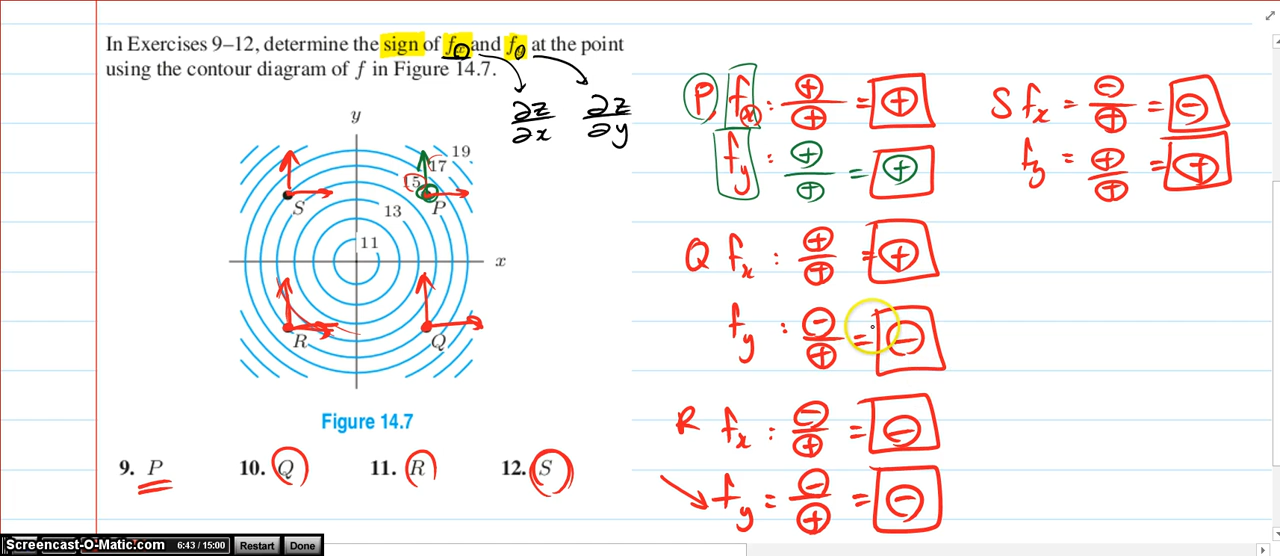 In Exercises 9–12, determine the sign of f and f at the point
using the contour diagram of f in Figure 14.7.
∂z/∂x ∂z/∂y
y
19
17
15
S
P
13
11
x
R
Q
Figure 14.7
9. P 10. Q 11. R 12. S
P, fx : +/+ = +
fy : +/+ = +
Q fx : +/+ = +
fy : −/+ = −
R fx : −/+ = −
fy = −/+ = −
S fx = −/+ = −
fy = +/+ = +
Screencast-O-Matic.com 6:43 / 15:00 Restart Done